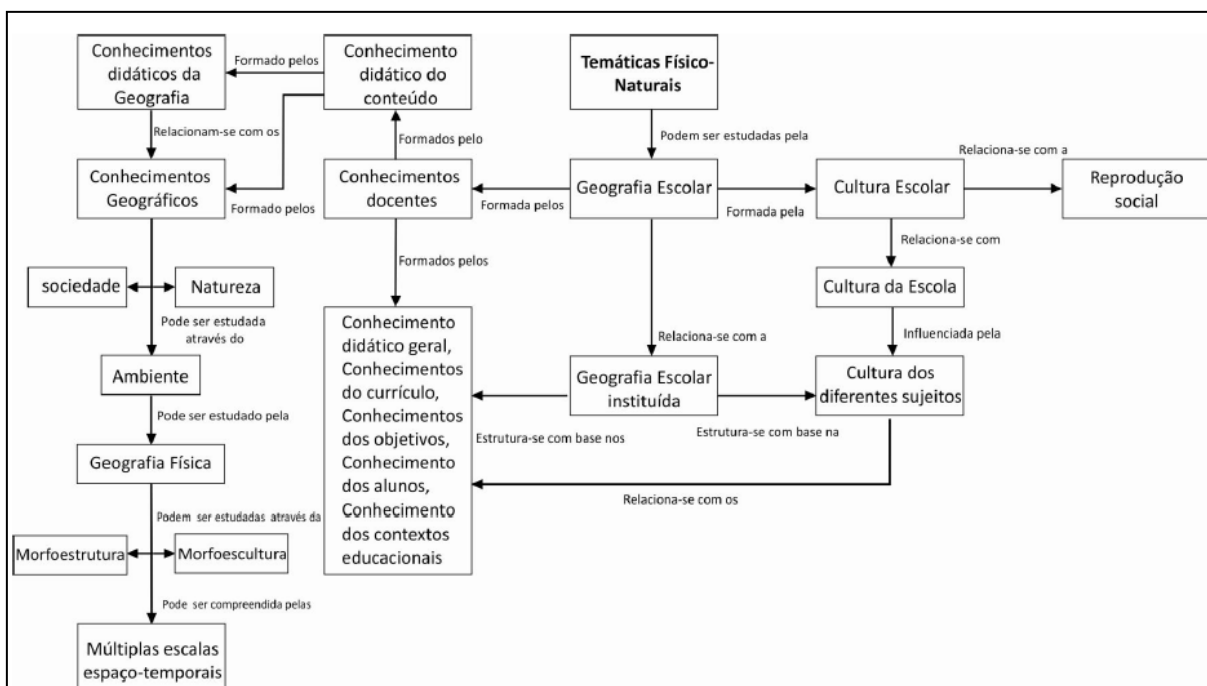 Conhecimentos
didáticos da
Geografia
Formado pelos
Conhecimento
didático do
conteúdo
Temáticas Físico-
Naturais
Relacionam-se com os
Formados pelo
Podem ser estudadas pela
Relaciona-se com a
Conhecimentos
Geográficos
Formado pelos
Conhecimentos
docentes
Formada pelos
Geografia Escolar
Formada pela
Cultura Escolar
Reprodução
social
Formados pelos
Relaciona-se com
sociedade
Natureza
Cultura da Escola
Pode ser estudada
através do
Conhecimento
didático geral,
Conhecimentos
do currículo,
Conhecimentos
dos objetivos,
Conhecimento
dos alunos,
Conhecimento
dos contextos
educacionais
Relaciona-se com a
Influenciada pela
Ambiente
Geografia Escolar
instituída
Cultura dos
diferentes sujeitos
Pode ser estudado pela
Estrutura-se com base nos
Estrutura-se com base na
Geografia Física
Relaciona-se com os
Podem ser estudadas através da
Morfoestrutura
Morfoescultura
Pode ser compreendida pelas
Múltiplas escalas
espaço-temporais